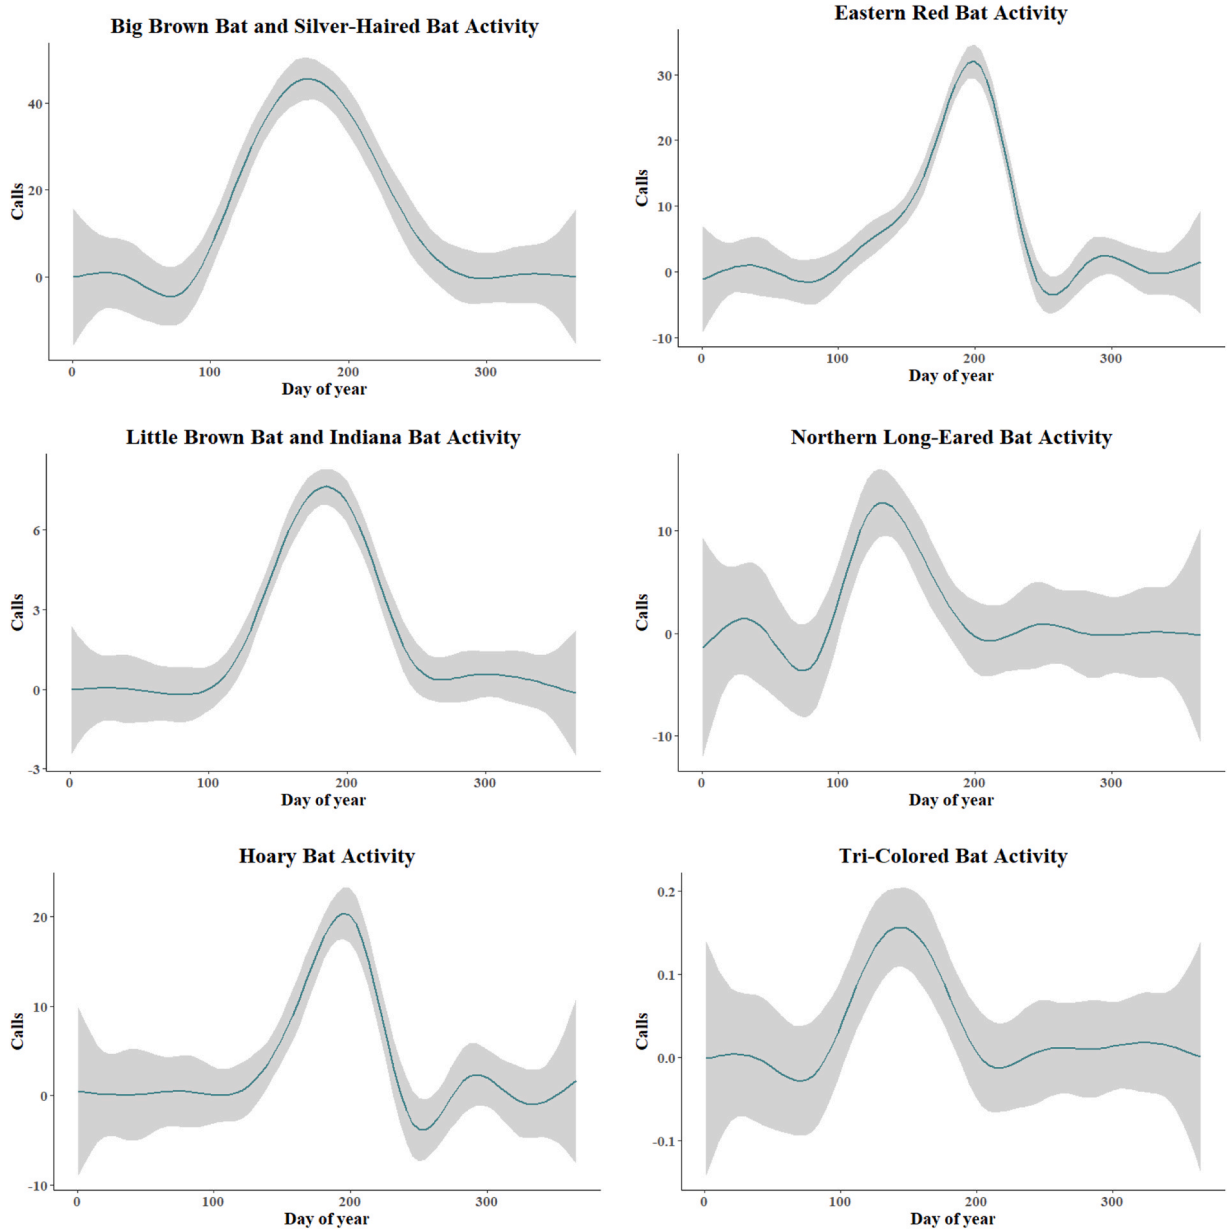 Big Brown Bat and Silver-Haired Bat Activity
40
20
0
Calls
0 100 200 300
Day of year
Eastern Red Bat Activity
30
20
10
0
-10
Calls
0 100 200 300
Day of year
Little Brown Bat and Indiana Bat Activity
6
3
0
-3
Calls
0 100 200 300
Day of year
Northern Long-Eared Bat Activity
10
0
-10
Calls
0 100 200 300
Day of year
Hoary Bat Activity
20
10
0
-10
Calls
0 100 200 300
Day of year
Tri-Colored Bat Activity
0.2
0.1
0.0
-0.1
Calls
0 100 200 300
Day of year